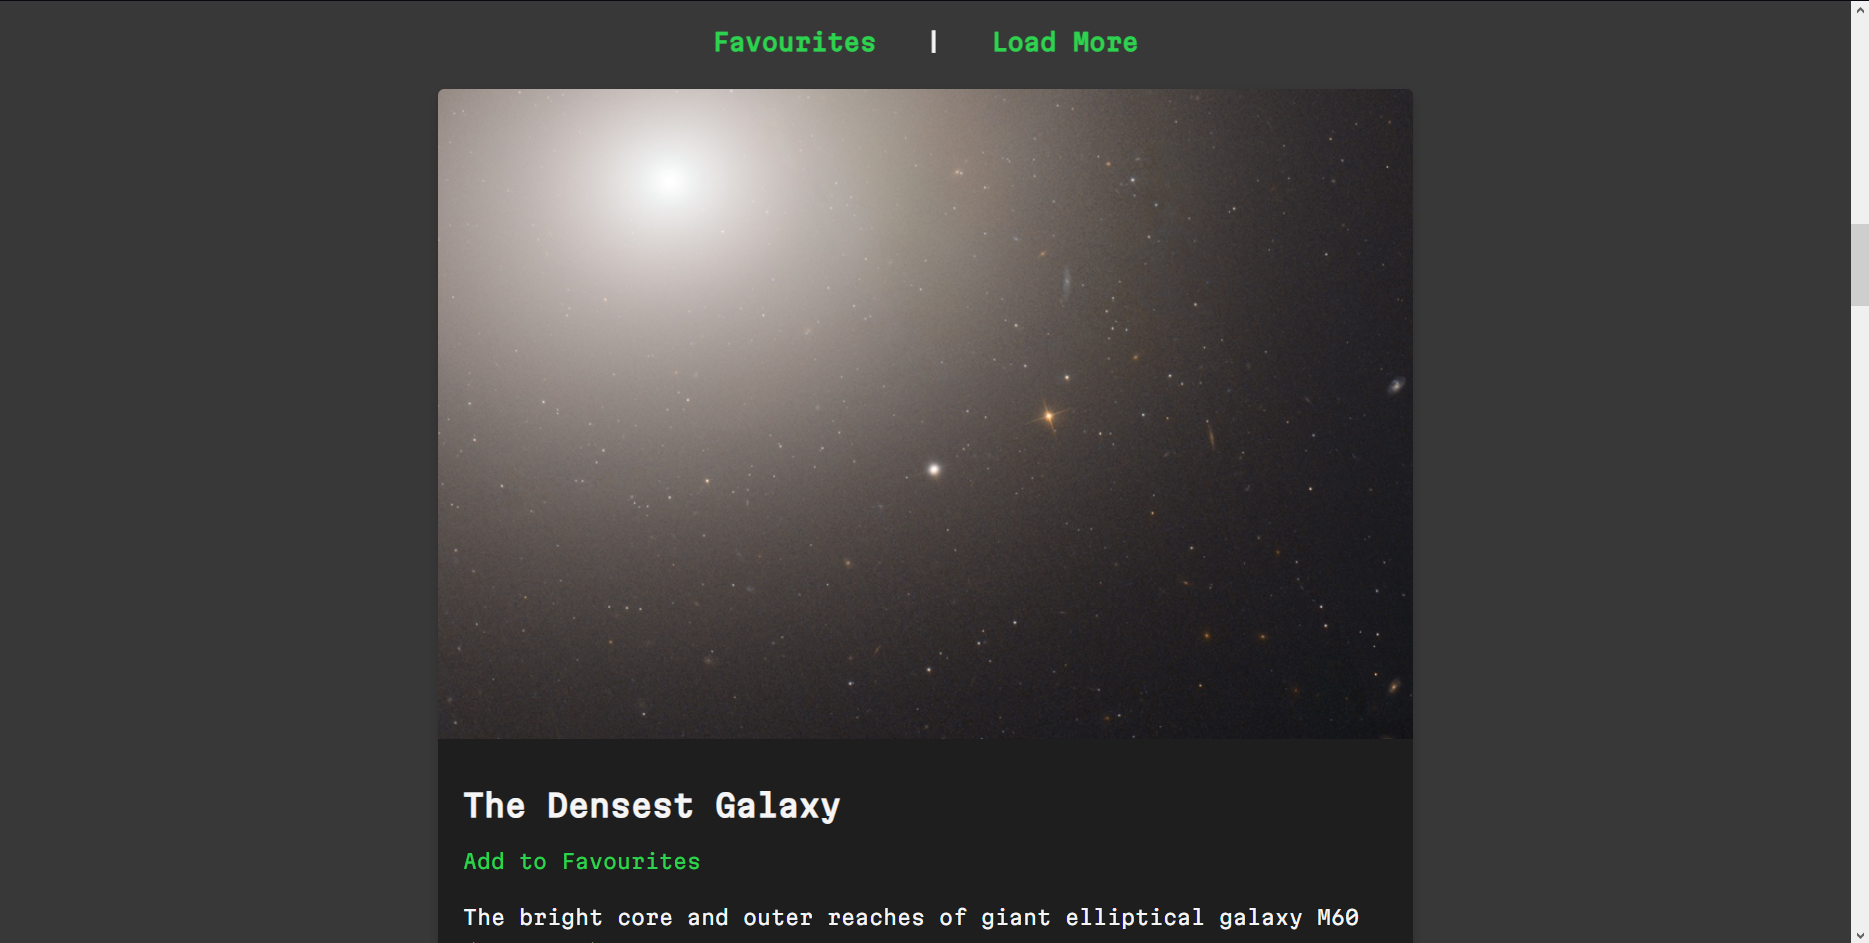 Favourites | Load More
The Densest Galaxy
Add to Favourites
The bright core and outer reaches of giant elliptical galaxy M60